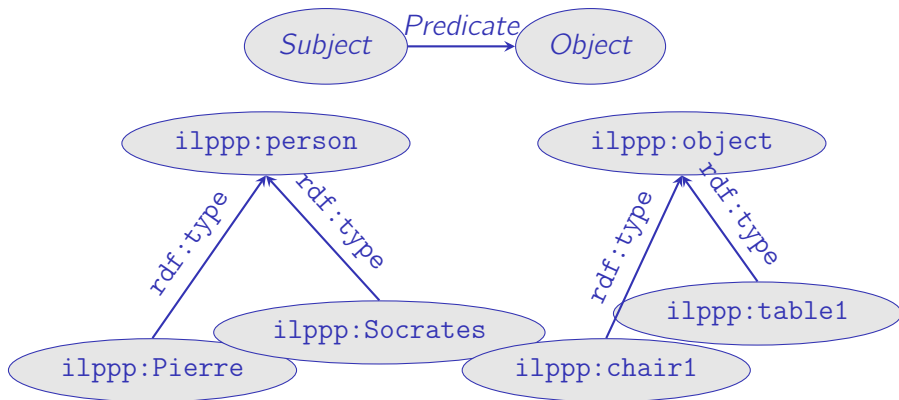 Predicate
Subject
Object
ilppp:person
ilppp:object
rdf:type
rdf:type
rdf:type
rdf:type
ilppp:Socrates
ilppp:table1
ilppp:Pierre
ilppp:chair1